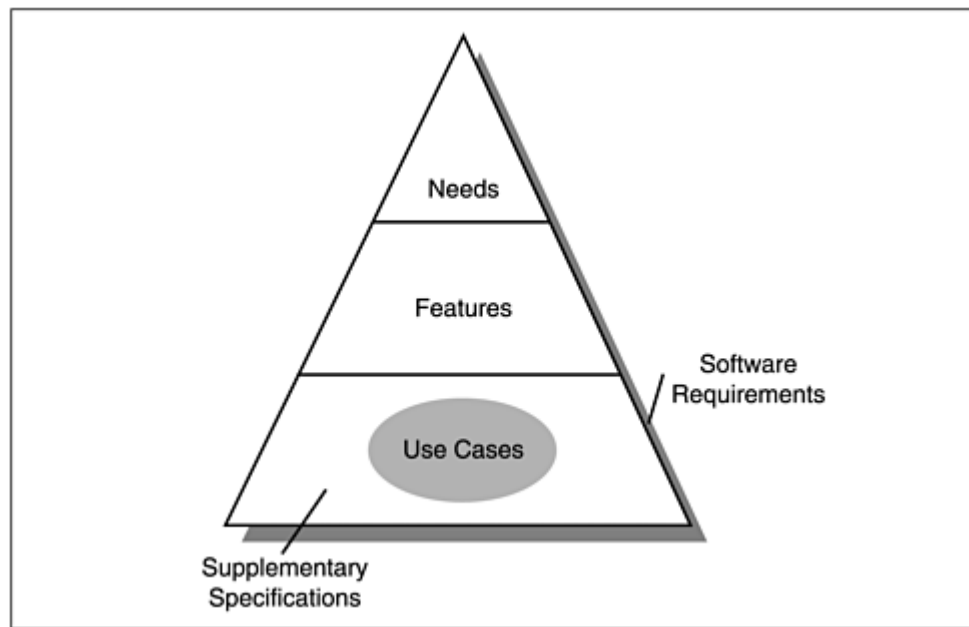 Needs
Features
Software
Requirements
Use Cases
Supplementary
Specifications